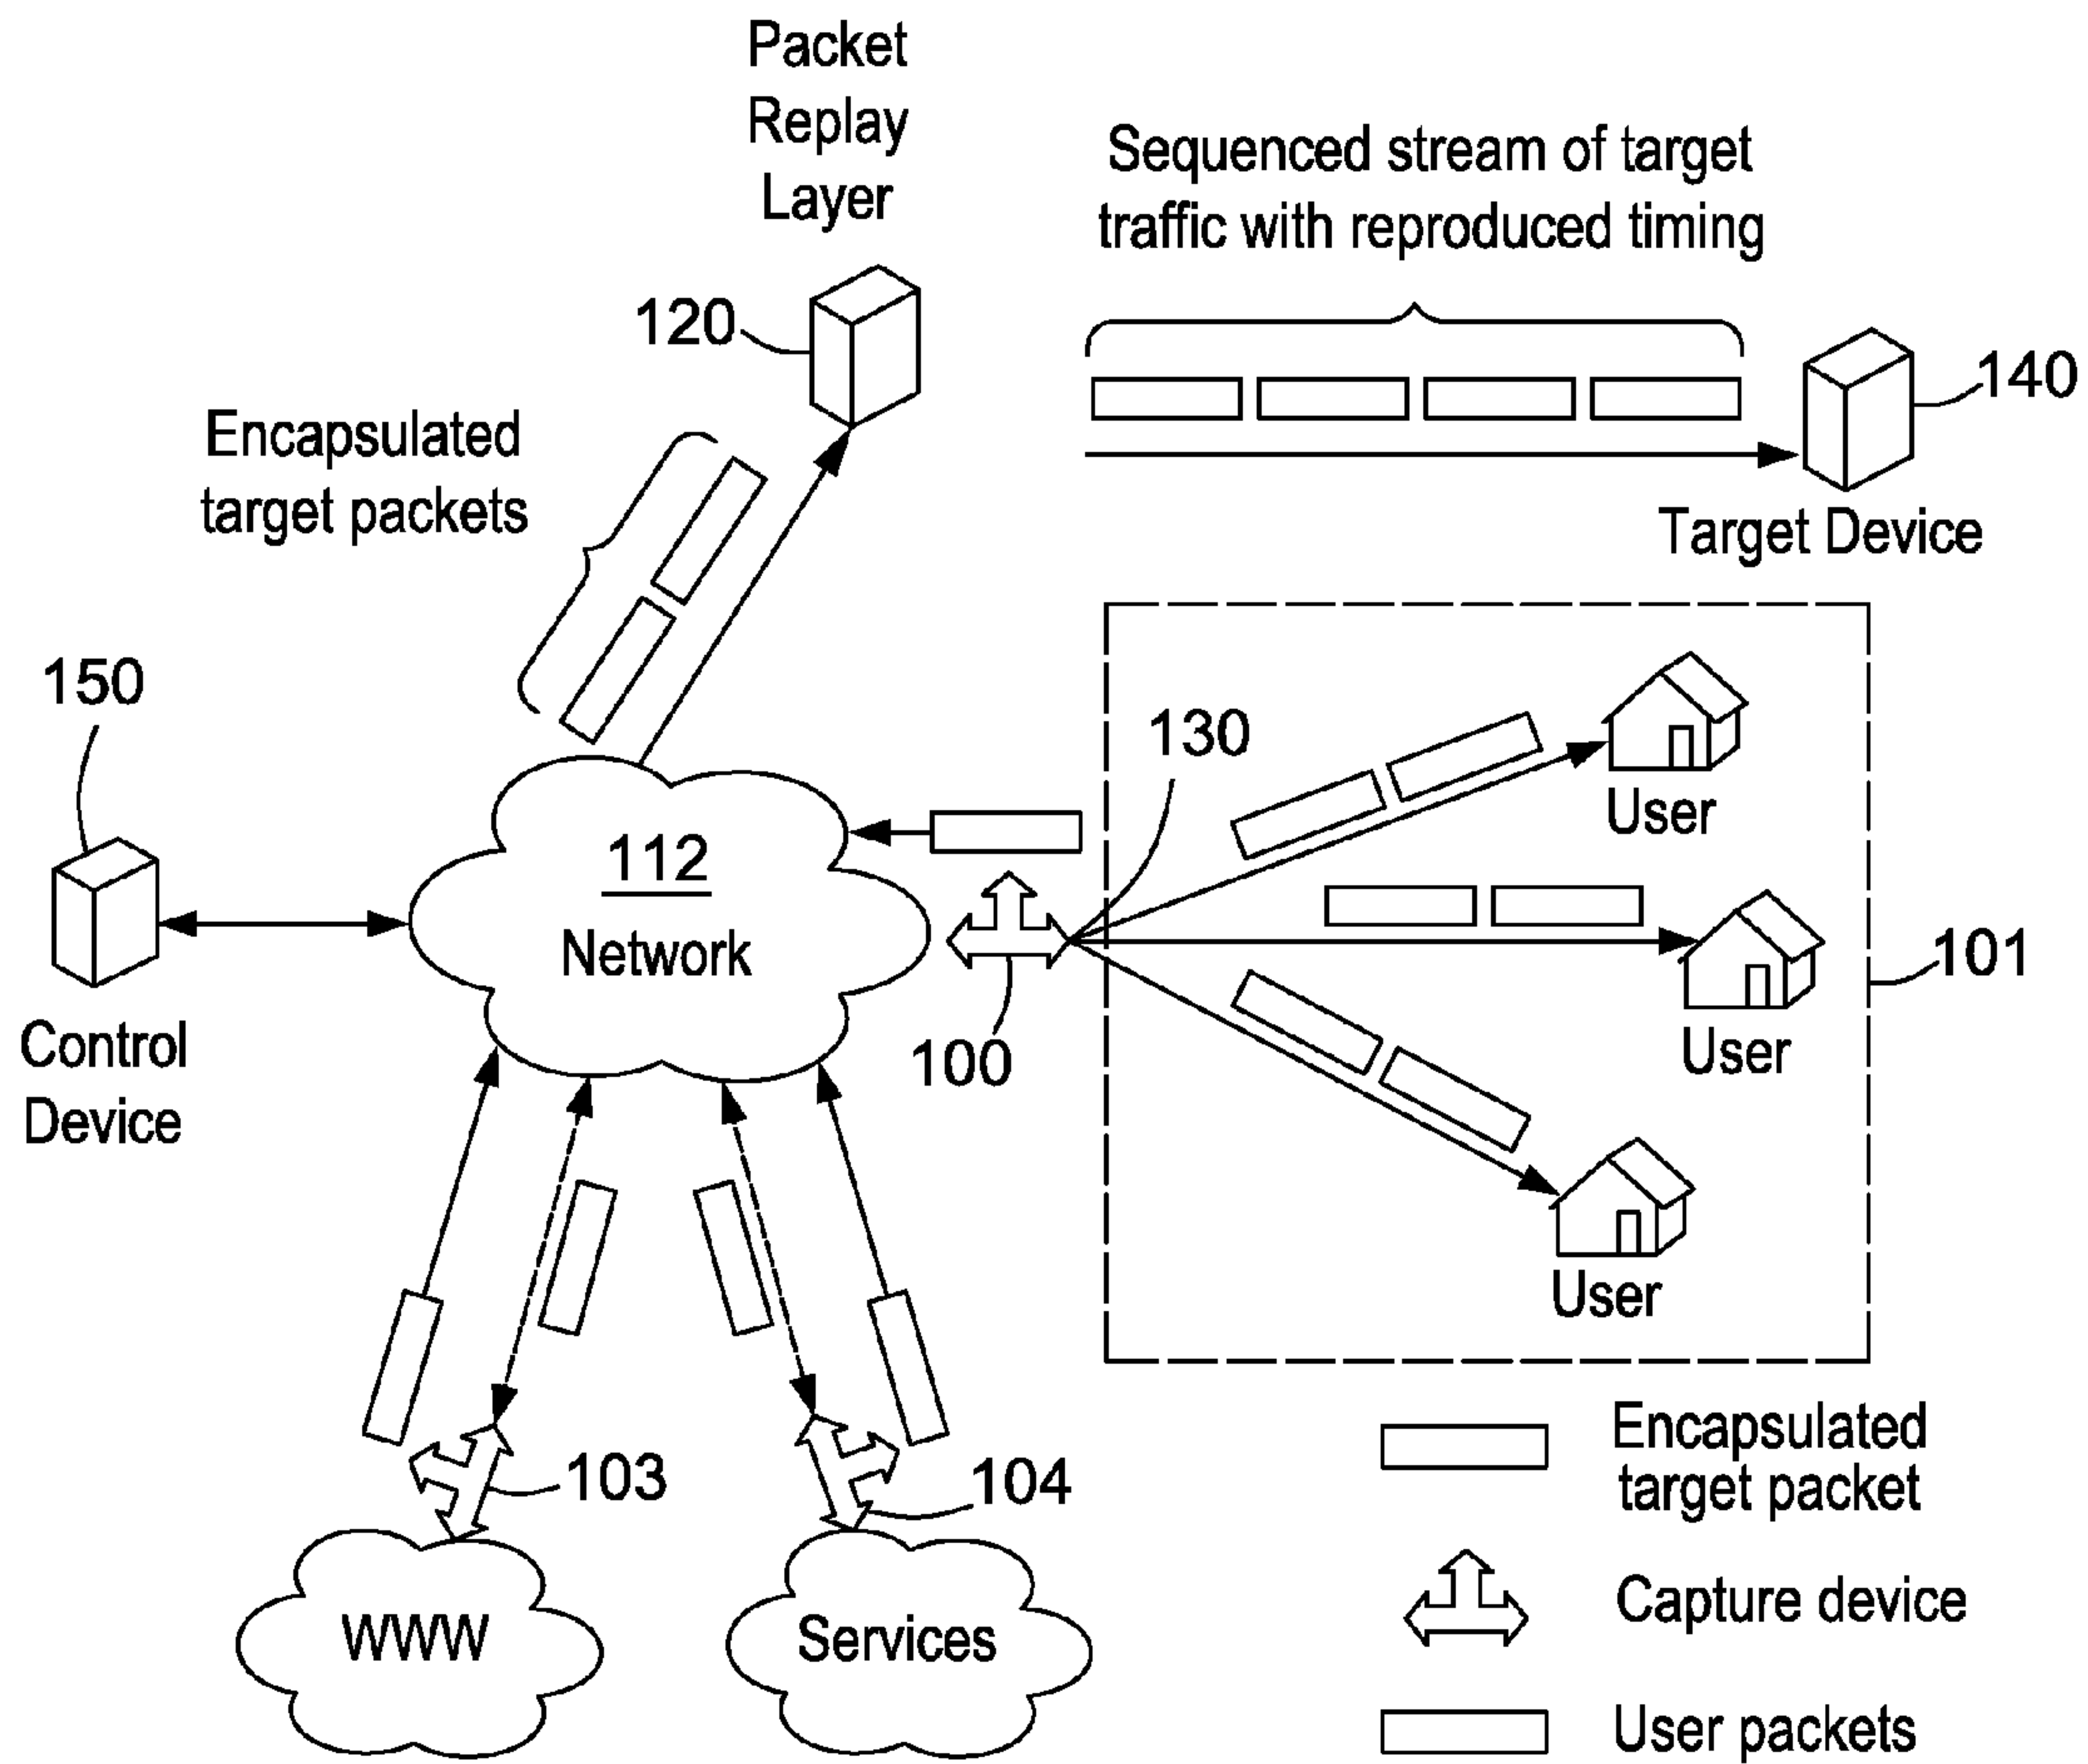 Packet
Replay
Layer
Sequenced stream of target
traffic with reproduced timing
120
140
Encapsulated
target packets
Target Device
150
130
User
112
Network
101
User
100
Control
Device
User
103
104
Encapsulated
target packet
Capture device
WWW
Services
User packets